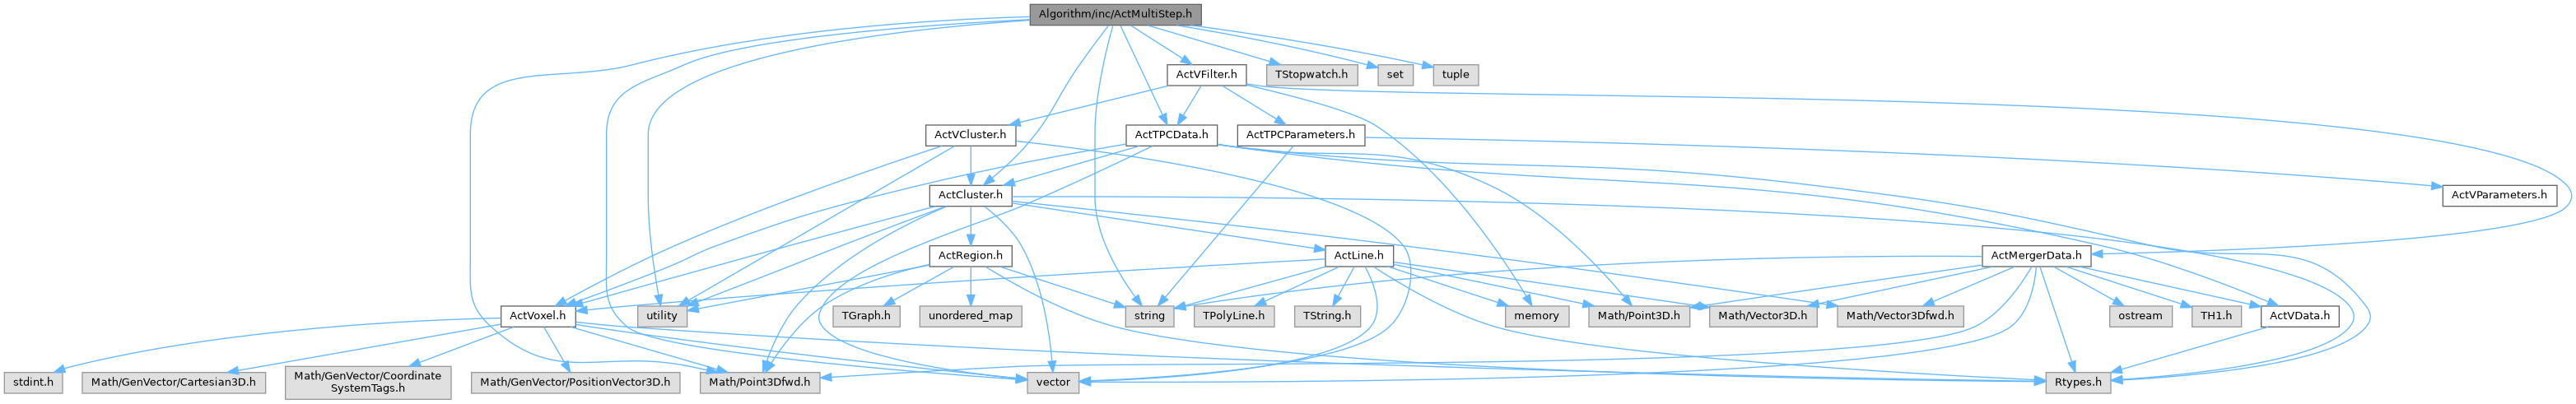 Algorithm/inc/ActMultiStep.h
ActVFilter.h
TStopwatch.h
set
tuple
ActVCluster.h
ActTPCData.h
ActTPCParameters.h
ActCluster.h
ActVParameters.h
ActRegion.h
ActLine.h
ActMergerData.h
ActVoxel.h
utility
TGraph.h
unordered_map
string
TPolyLine.h
TString.h
memory
Math/Point3D.h
Math/Vector3D.h
Math/Vector3Dfwd.h
ostream
TH1.h
ActVData.h
stdint.h
Math/GenVector/Cartesian3D.h
Math/GenVector/Coordinate
SystemTags.h
Math/GenVector/PositionVector3D.h
Math/Point3Dfwd.h
vector
Rtypes.h